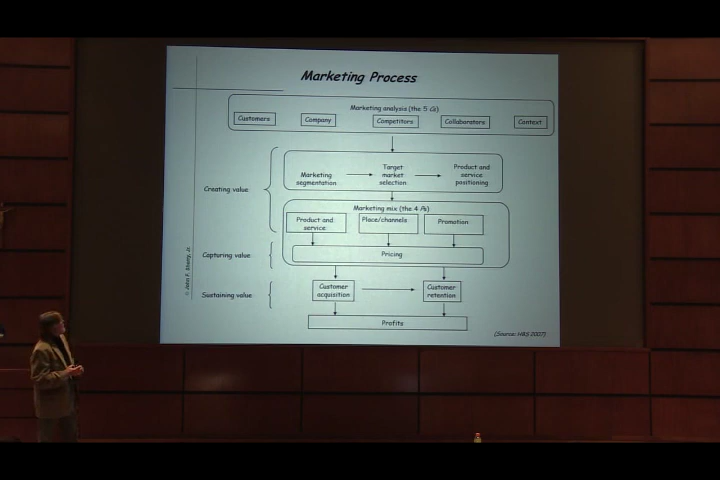 Marketing Process
Marketing analysis (the 5 Cs)
Customers
Company
Competitors
Collaborators
Context
Creating value
Marketing
segmentation
Target
market
selection
Product and
service
positioning
Marketing mix (the 4 Ps)
Product and
service
Place/channels
Promotion
Capturing value
Pricing
Sustaining value
Customer
acquisition
Customer
retention
Profits
(Source: HBS 2007)